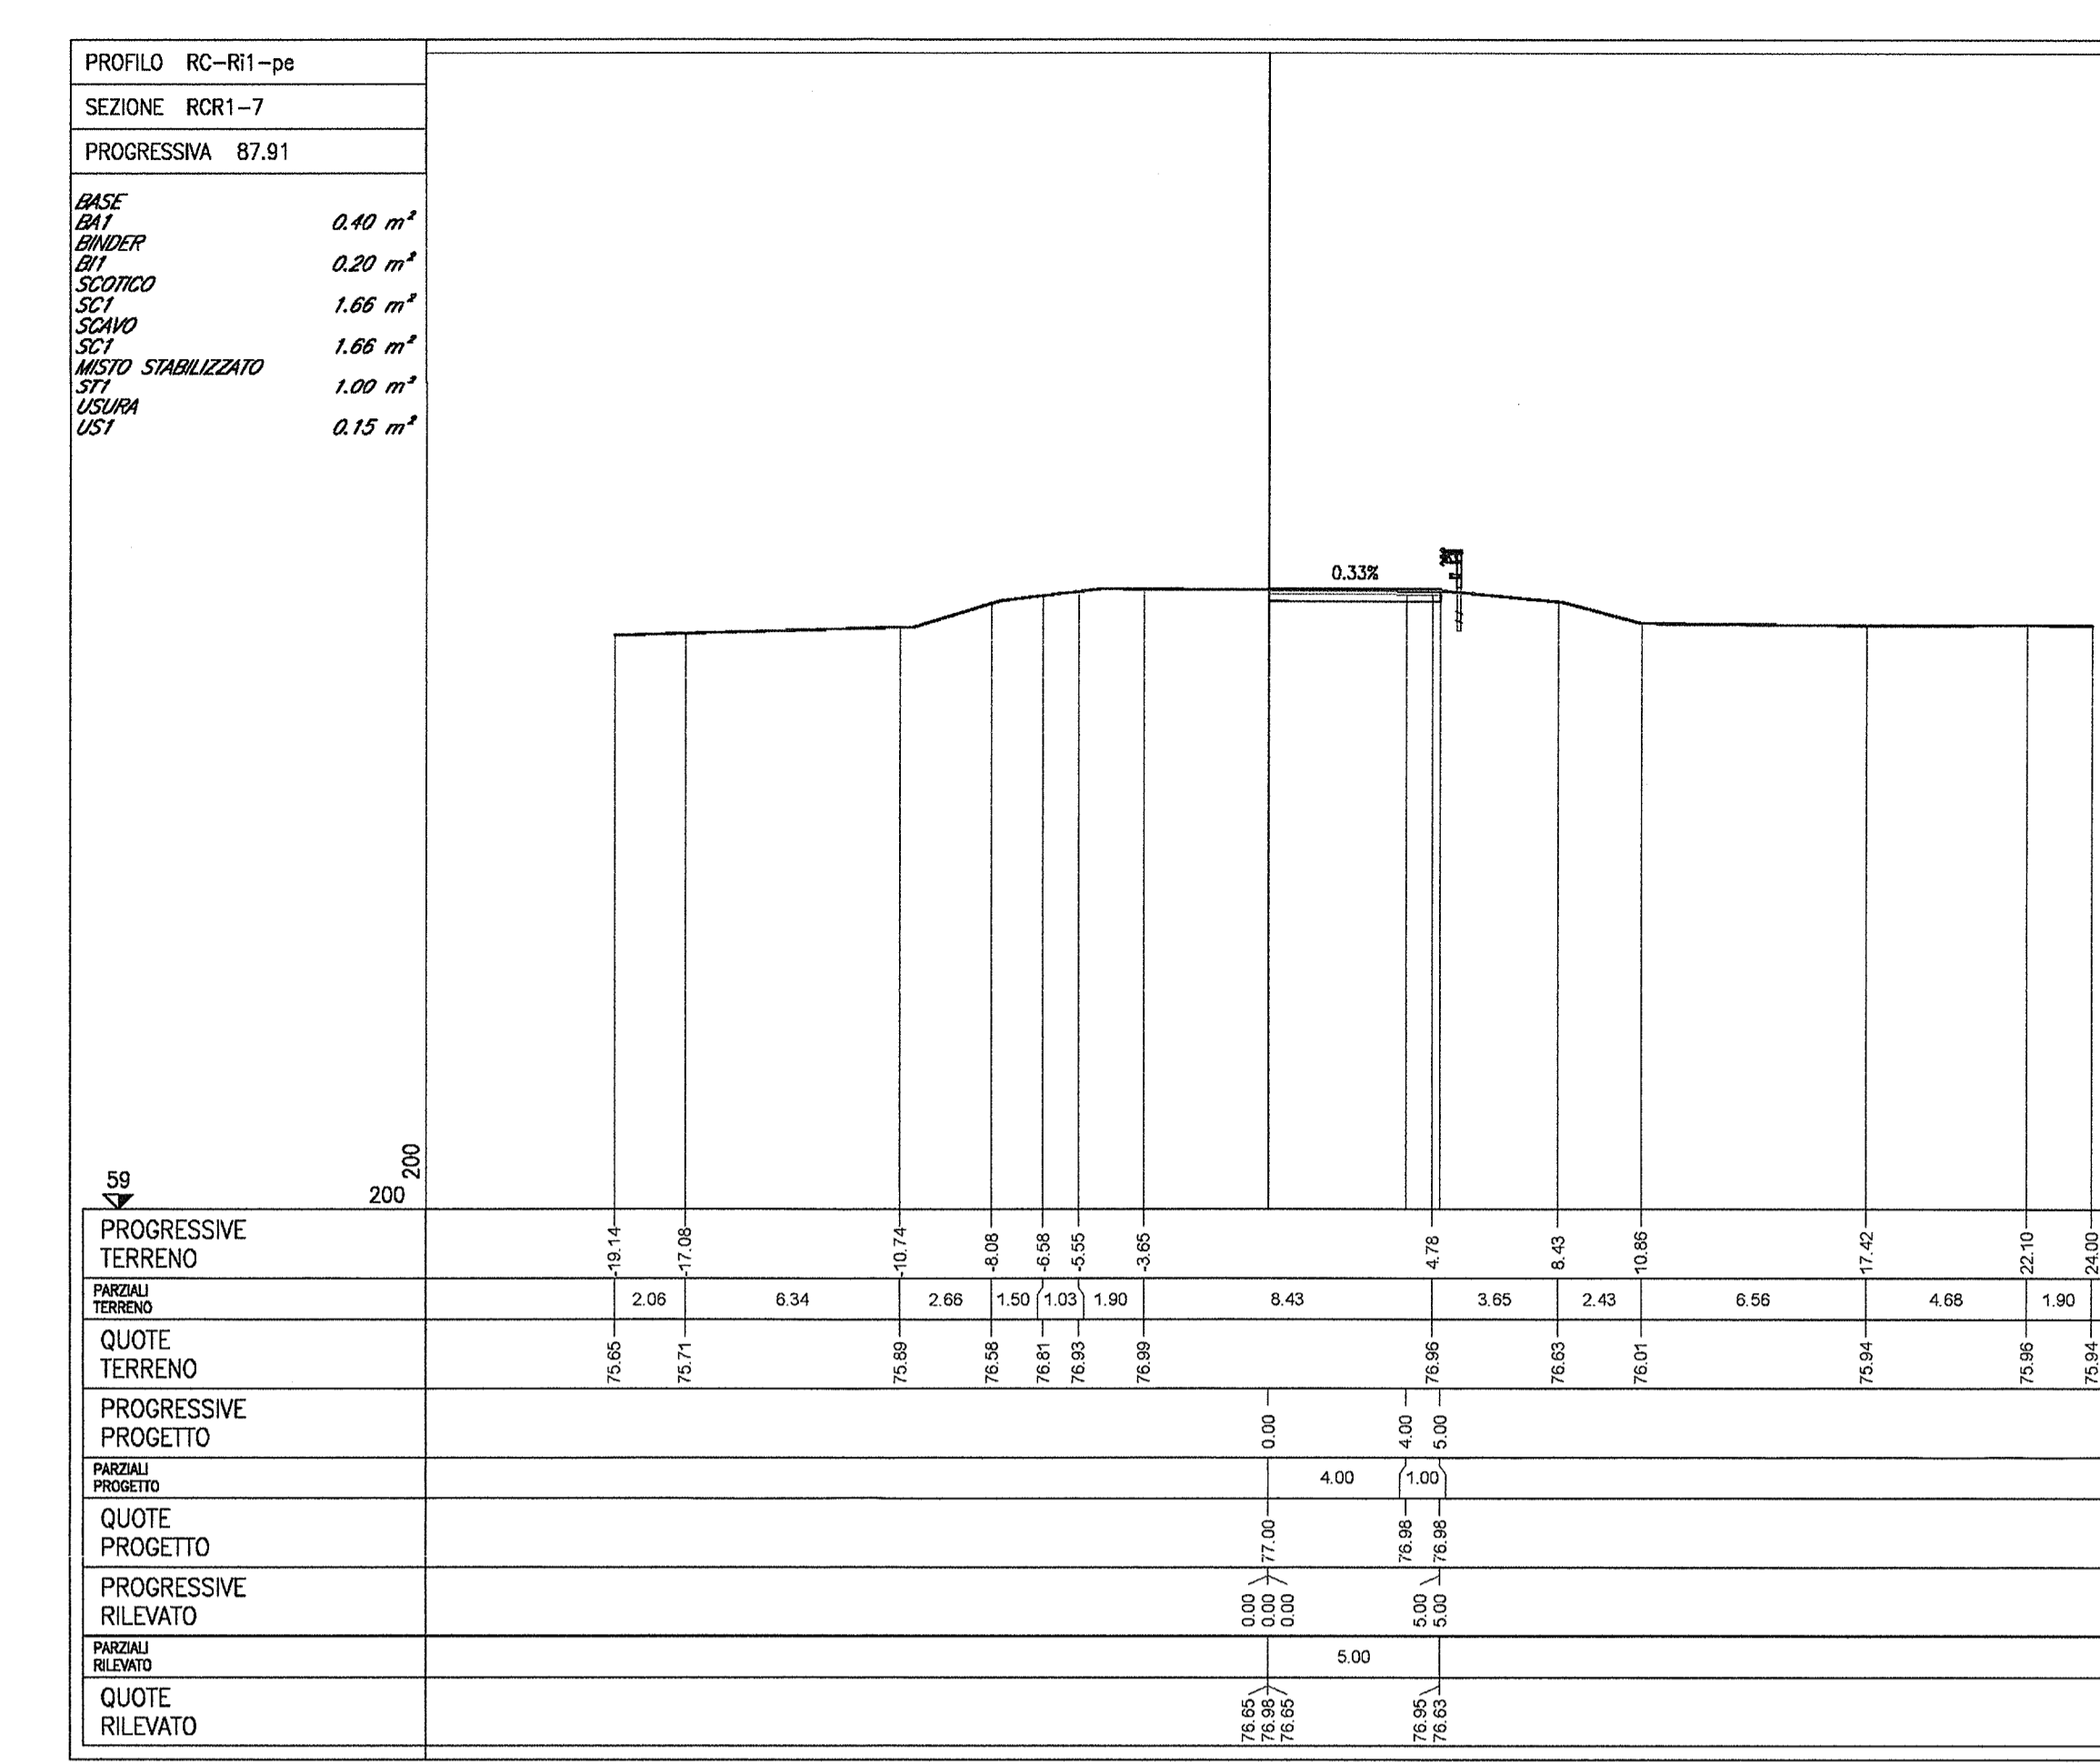 PROFILO RC-Ri1-pe
SEZIONE RCR1-7
PROGRESSIVA 87.91
BASE
BA1 0.40 m²
BINDER
BI1 0.20 m²
SCOTICO
SC1 1.66 m²
SCAVO
SC1 1.66 m²
MISTO STABILIZZATO
ST1 1.00 m²
USURA
US1 0.15 m²
0.33%
59
200
200
PROGRESSIVE
TERRENO
-19.14 -17.08 -10.74 -8.08 -6.58 -5.55 -3.65 4.78 8.43 10.86 17.42 22.10 24.00
PARZIALI
TERRENO
2.06 6.34 2.66 1.50 1.03 1.90 8.43 3.65 2.43 6.56 4.68 1.90
QUOTE
TERRENO
75.65 75.71 75.89 76.58 76.81 76.93 76.99 76.96 76.63 76.01 75.94 75.96 75.94
PROGRESSIVE
PROGETTO
0.00 4.00 5.00
PARZIALI
PROGETTO
4.00 1.00
QUOTE
PROGETTO
77.00 76.98 76.98
PROGRESSIVE
RILEVATO
0.00 0.00 0.00 5.00 5.00
PARZIALI
RILEVATO
5.00
QUOTE
RILEVATO
76.65 76.98 76.65 76.95 76.63